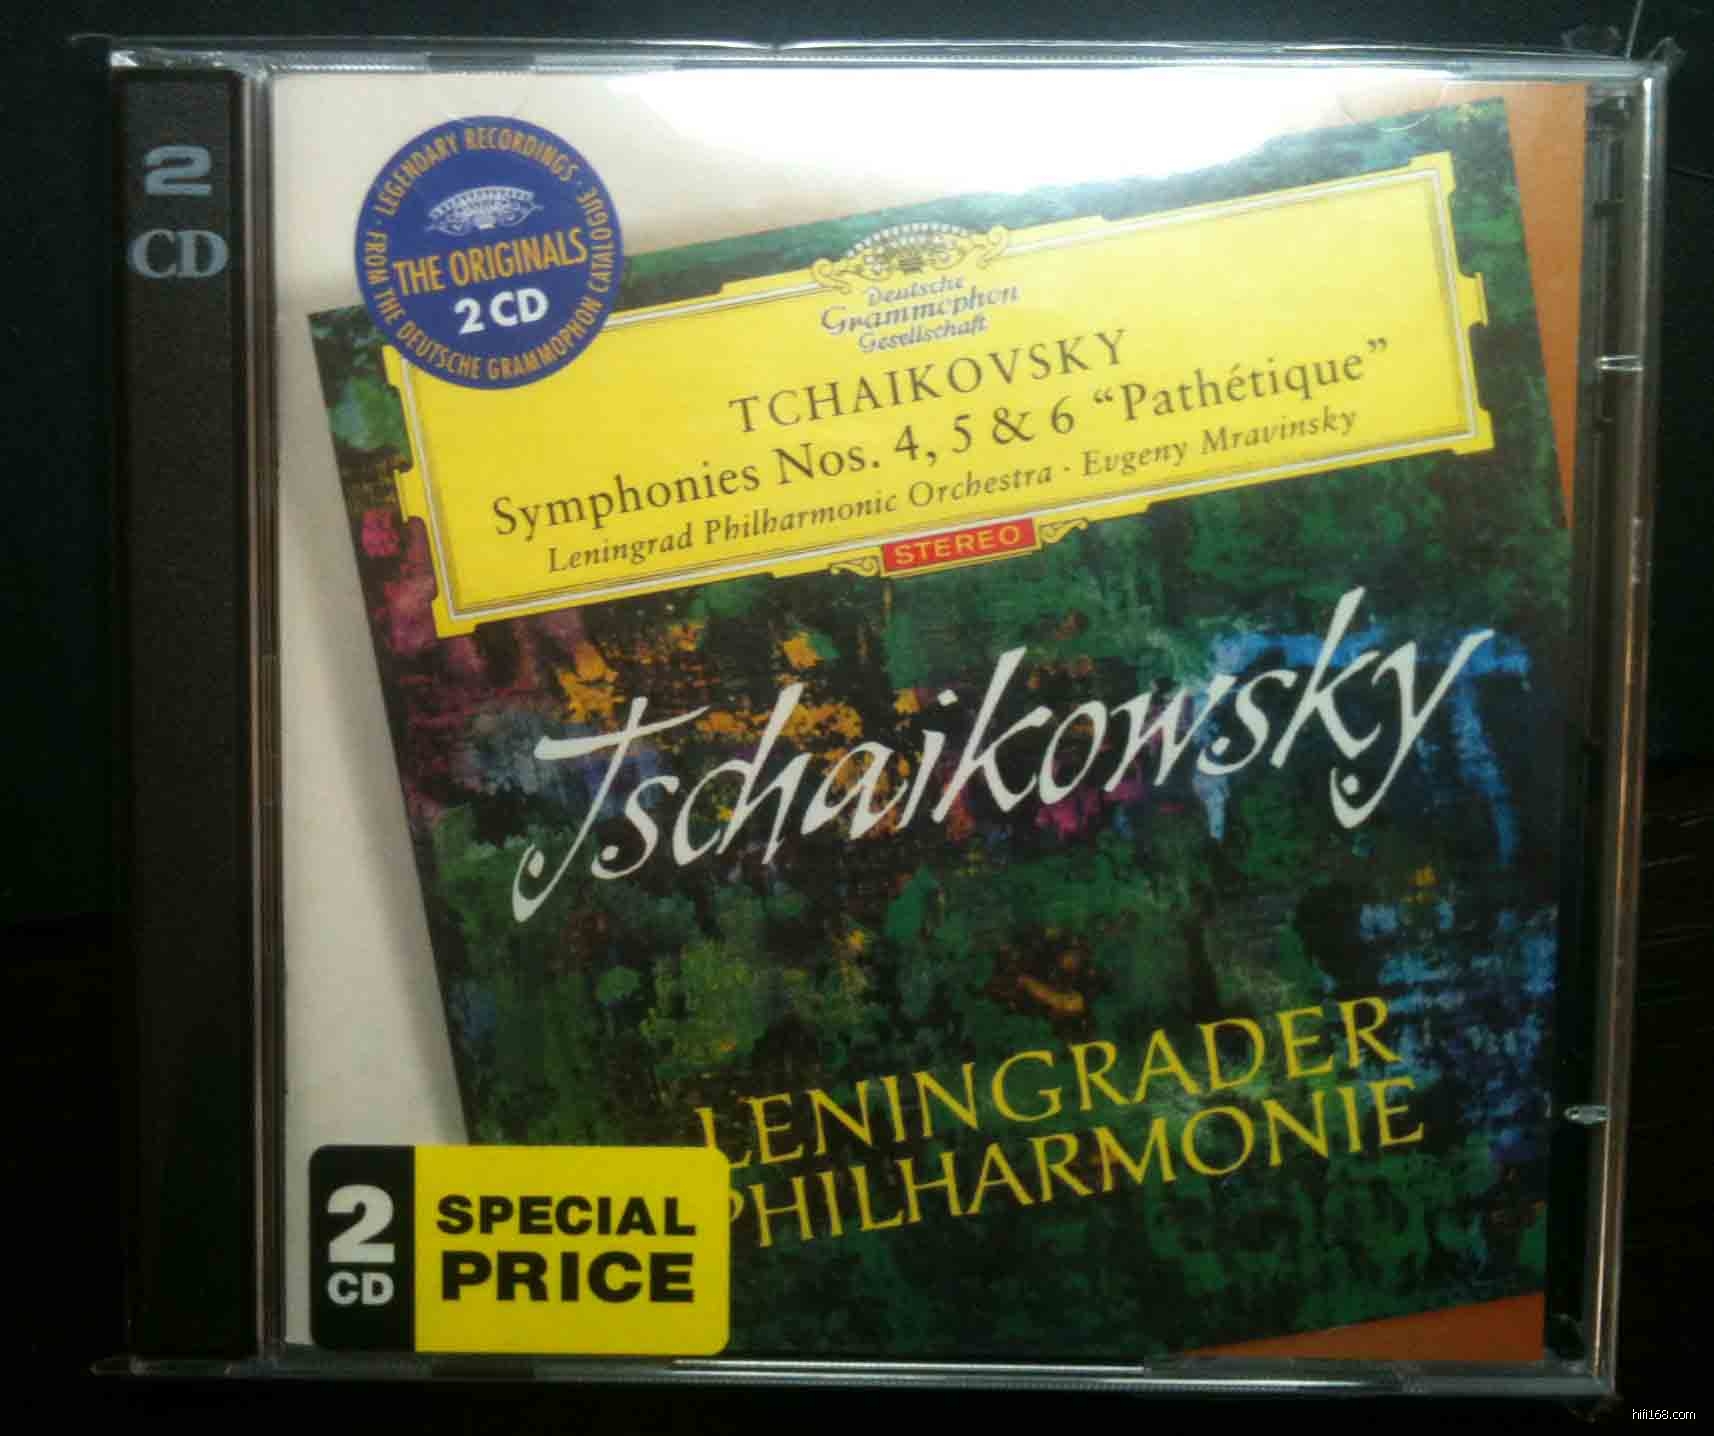 2
CD
LEGENDARY RECORDINGS ·
FROM THE DEUTSCHE GRAMMOPHON CATALOGUE ·
THE ORIGINALS
2 CD
Deutsche
Grammophon
Gesellschaft
TCHAIKOVSKY
Symphonies Nos. 4, 5 & 6 “Pathétique”
Leningrad Philharmonic Orchestra · Evgeny Mravinsky
STEREO
Tschaikowsky
LENINGRADER
PHILHARMONIE
2
CD
SPECIAL
PRICE
hifi168.com